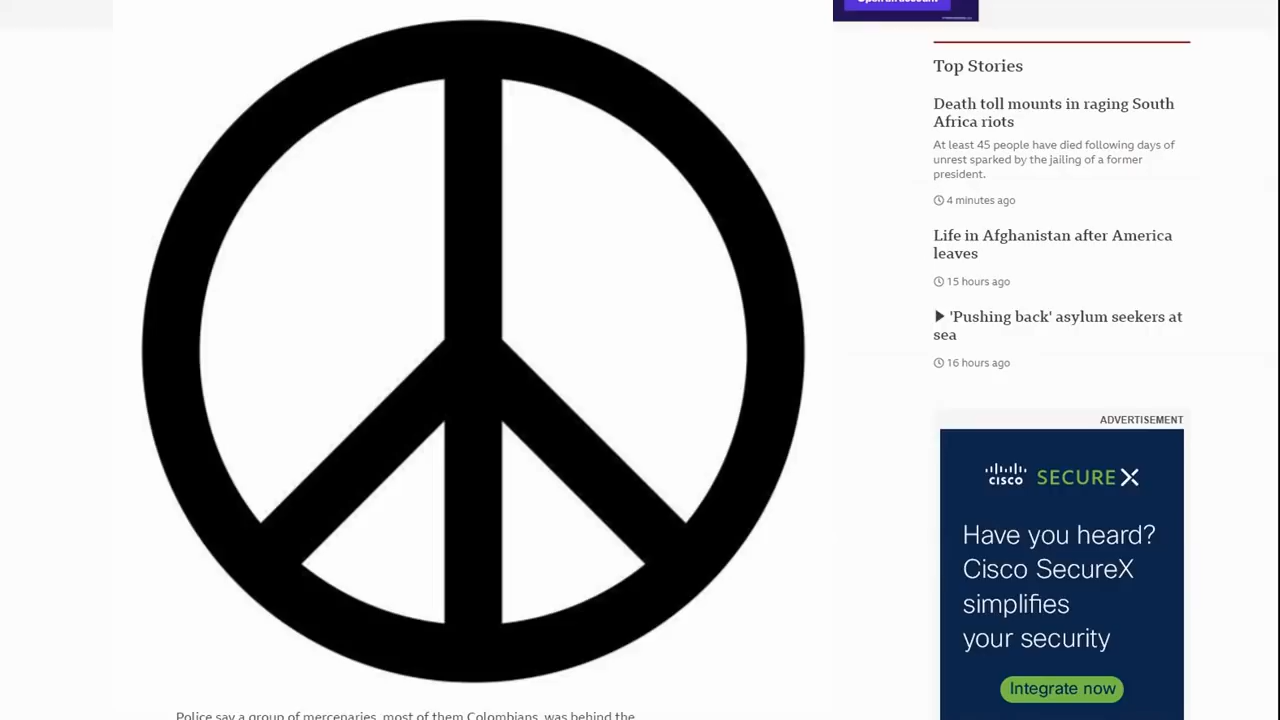 Police say a group of mercenaries, most of them Colombians, was behind the
Top Stories
Death toll mounts in raging South
Africa riots
At least 45 people have died following days of
unrest sparked by the jailing of a former
president.
4 minutes ago
Life in Afghanistan after America
leaves
15 hours ago
'Pushing back' asylum seekers at
sea
16 hours ago
ADVERTISEMENT
CISCO SECUREX
Have you heard?
Cisco SecureX
simplifies
your security
Integrate now